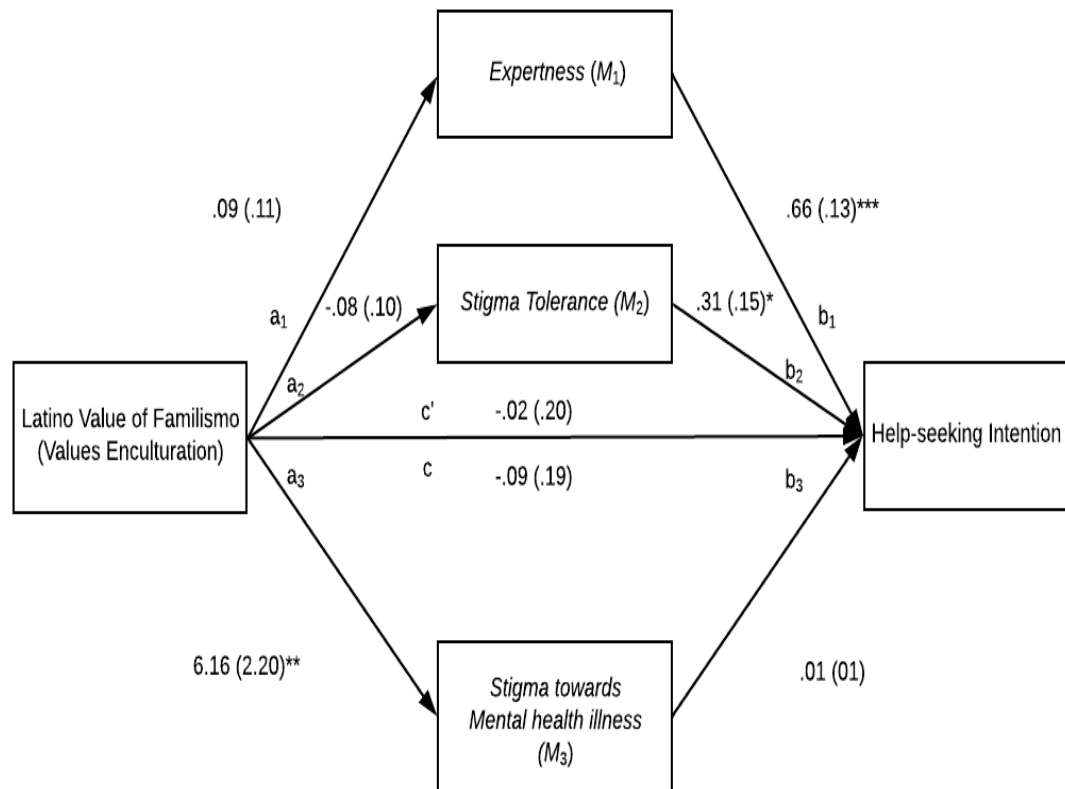 Expertness (M₁)
.09 (.11)
.66 (.13)***
Stigma Tolerance (M₂)
-.08 (.10)
.31 (.15)*
a₁
b₁
a₂
b₂
Latino Value of Familismo
(Values Enculturation)
c'
-.02 (.20)
Help-seeking Intention
c
-.09 (.19)
a₃
b₃
6.16 (2.20)**
.01 (01)
Stigma towards
Mental health illness
(M₃)